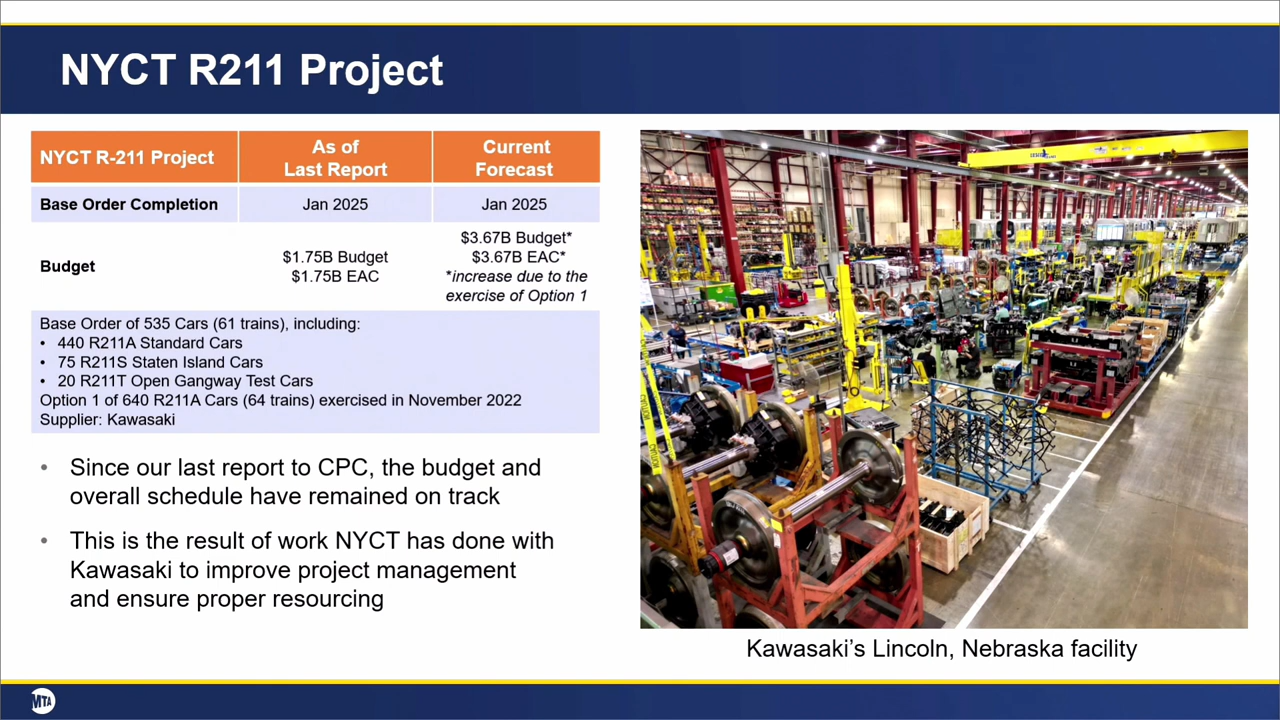 NYCT R211 Project
NYCT R-211 Project
As of
Last Report
Current
Forecast
Base Order Completion
Jan 2025
Jan 2025
Budget
$1.75B Budget
$1.75B EAC
$3.67B Budget*
$3.67B EAC*
*increase due to the
exercise of Option 1
Base Order of 535 Cars (61 trains), including:
• 440 R211A Standard Cars
• 75 R211S Staten Island Cars
• 20 R211T Open Gangway Test Cars
Option 1 of 640 R211A Cars (64 trains) exercised in November 2022
Supplier: Kawasaki
• Since our last report to CPC, the budget and
overall schedule have remained on track
• This is the result of work NYCT has done with
Kawasaki to improve project management
and ensure proper resourcing
CAUTION
Kawasaki's Lincoln, Nebraska facility
MTA